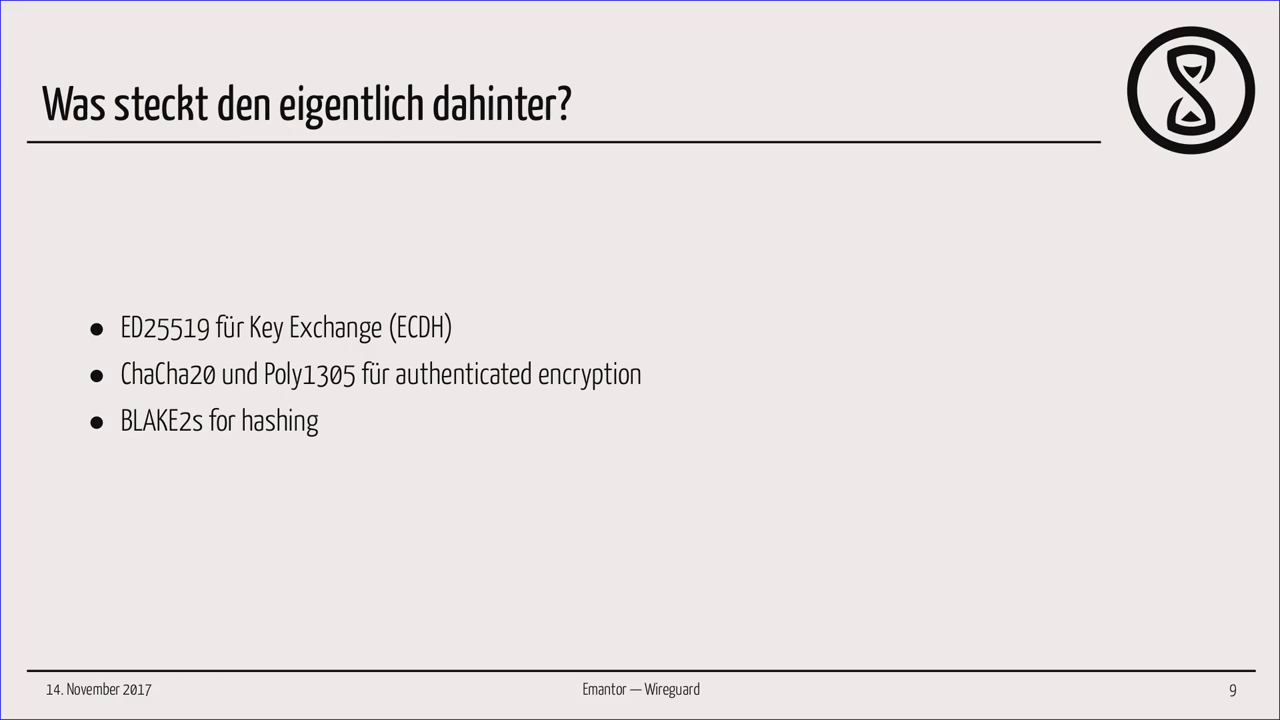 Was steckt den eigentlich dahinter?
● ED25519 für Key Exchange (ECDH)
● ChaCha20 und Poly1305 für authenticated encryption
● BLAKE2s for hashing
14. November 2017
Emantor — Wireguard
9